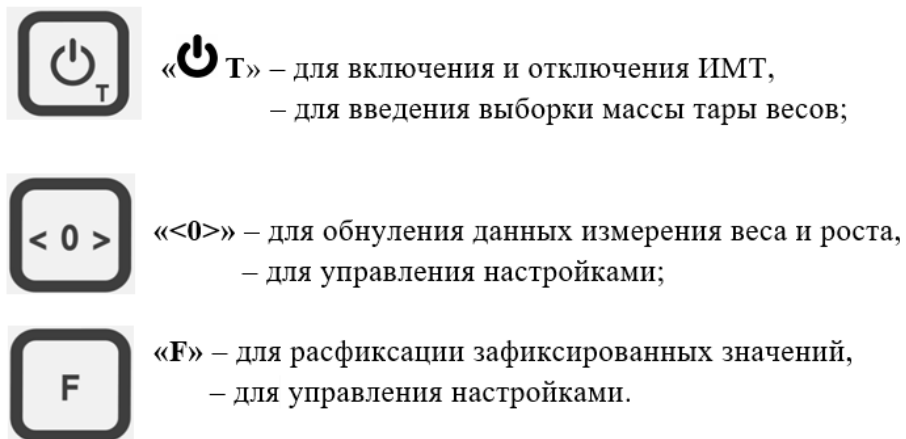 T
«⏻ T» – для включения и отключения ИМТ,
– для введения выборки массы тары весов;
< 0 >
«<0>» – для обнуления данных измерения веса и роста,
– для управления настройками;
F
«F» – для расфиксации зафиксированных значений,
– для управления настройками.